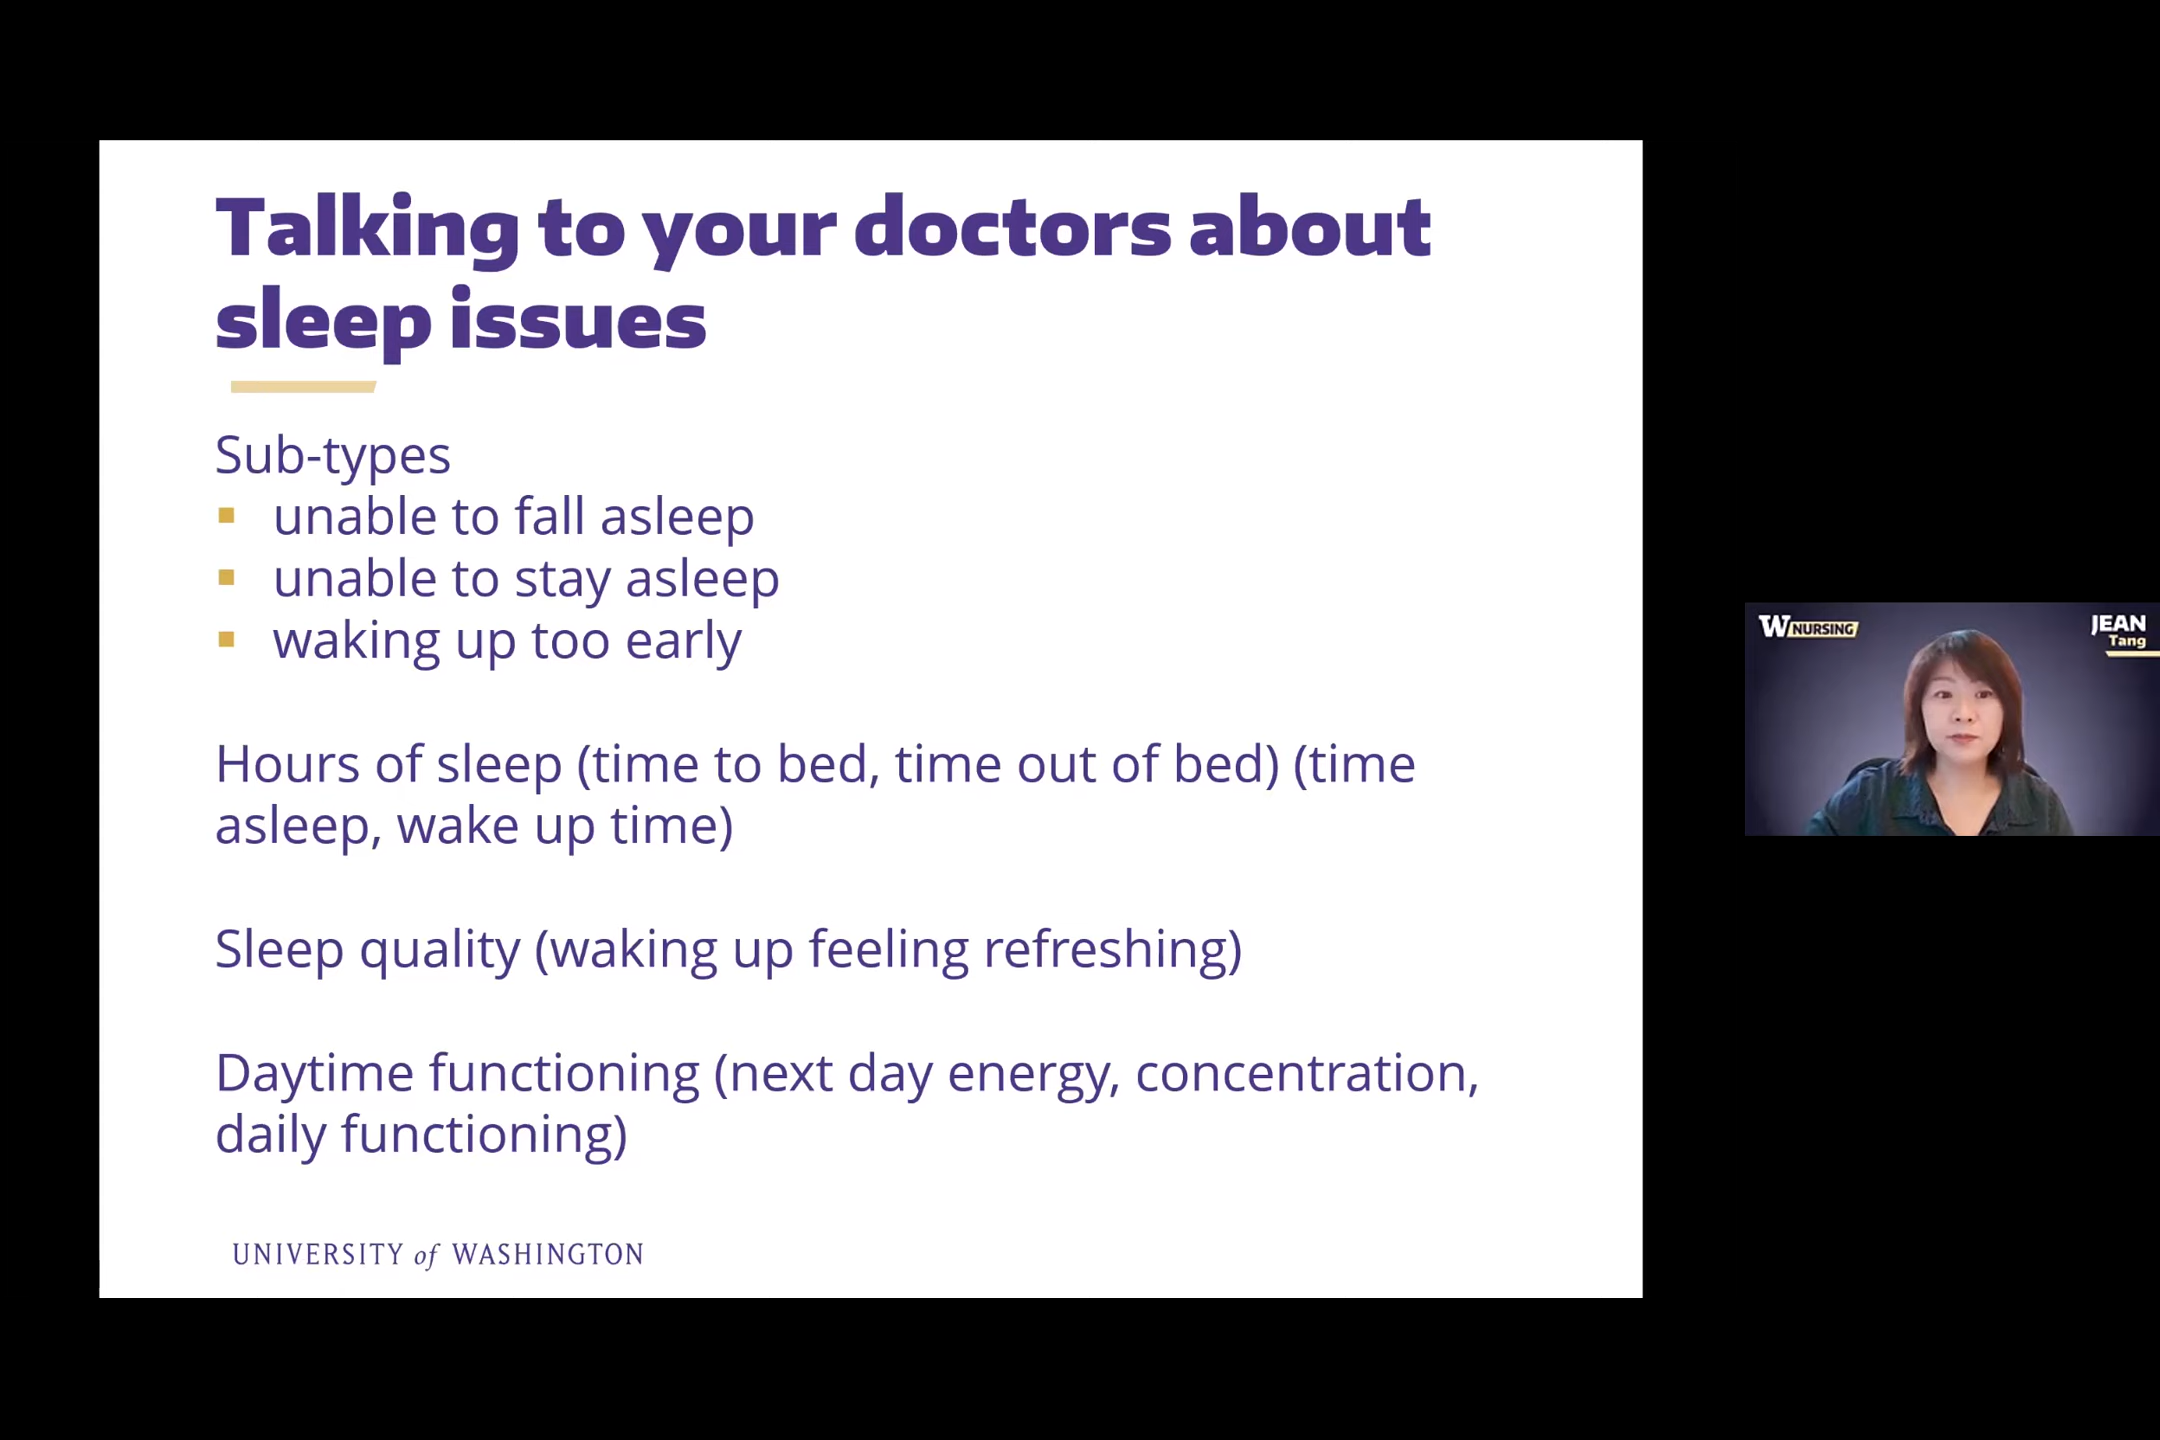 Talking to your doctors about
sleep issues
Sub-types
▪ unable to fall asleep
▪ unable to stay asleep
▪ waking up too early
Hours of sleep (time to bed, time out of bed) (time
asleep, wake up time)
Sleep quality (waking up feeling refreshing)
Daytime functioning (next day energy, concentration,
daily functioning)
UNIVERSITY of WASHINGTON
W NURSING
JEAN
Tang